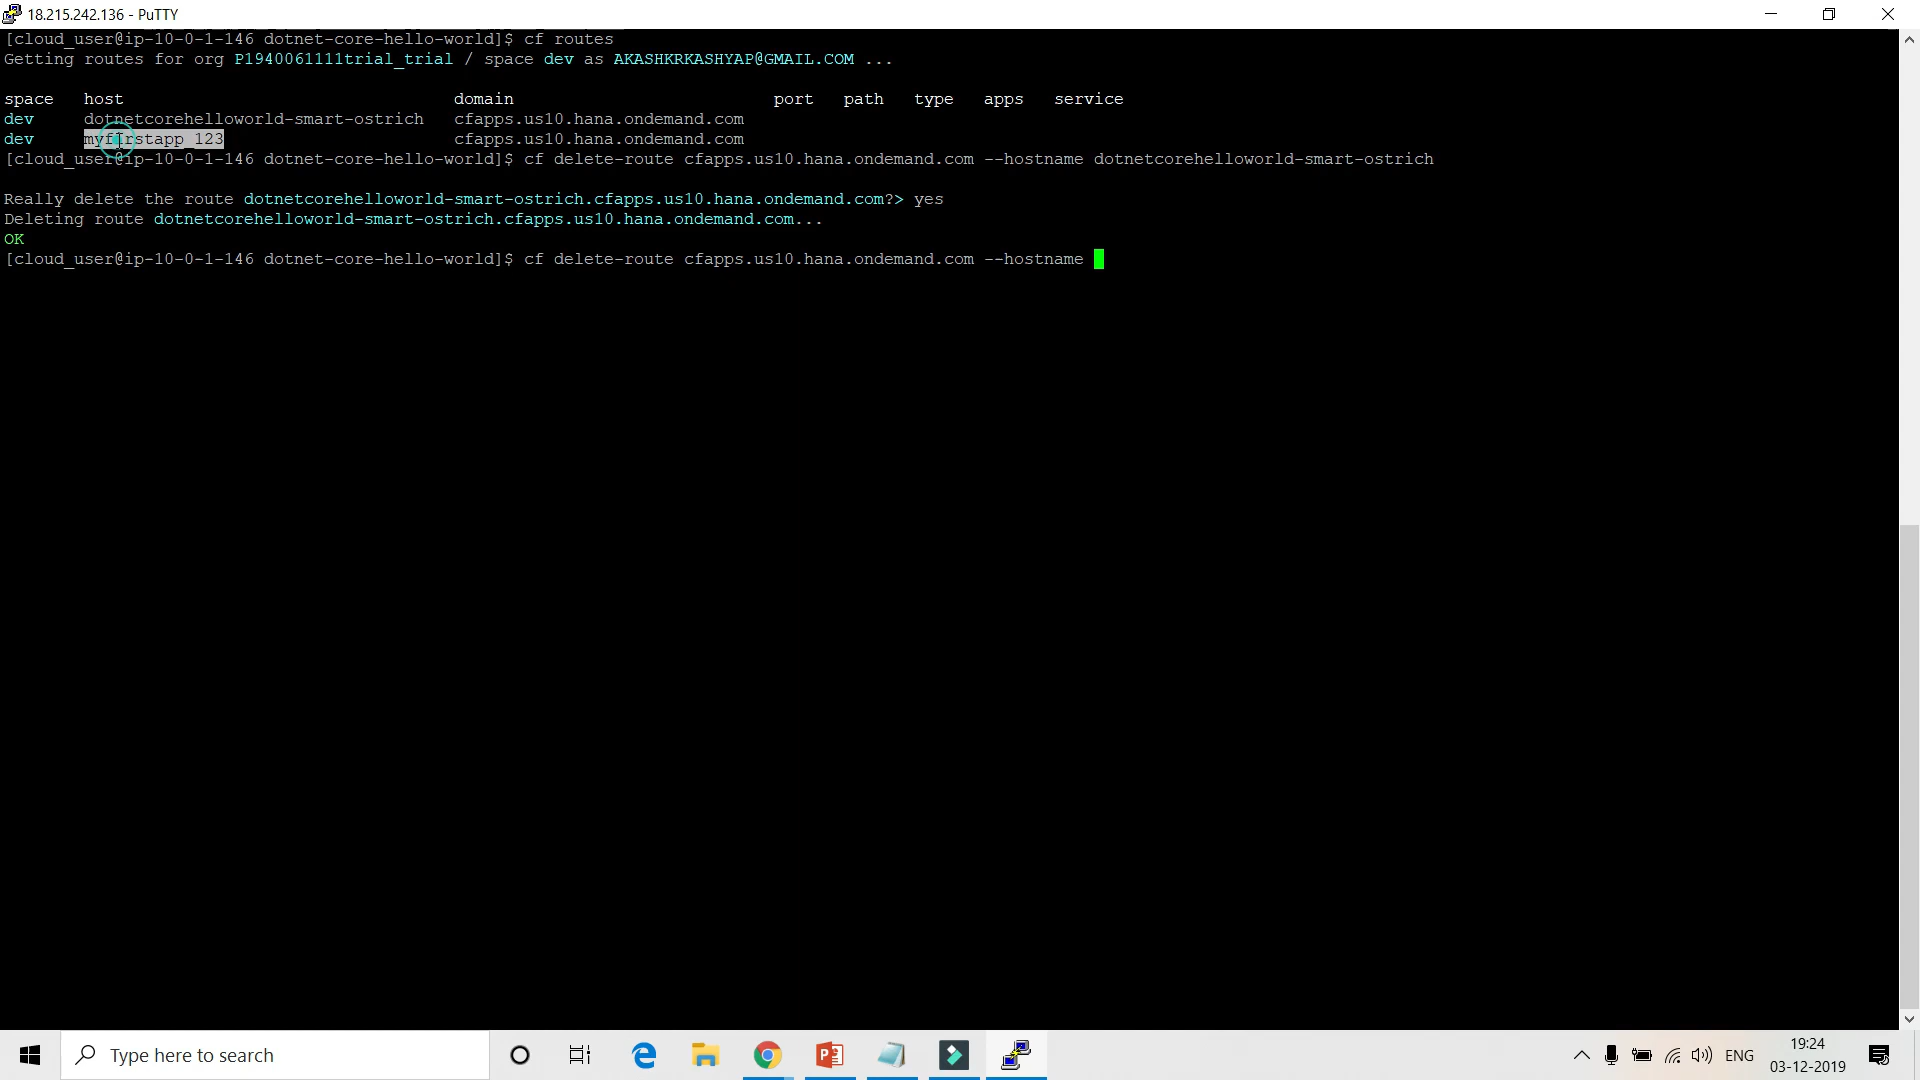 18.215.242.136 - PuTTY
[cloud_user@ip-10-0-1-146 dotnet-core-hello-world]$ cf routes
Getting routes for org P1940061111trial_trial / space dev as AKASHKRKASHYAP@GMAIL.COM ...
space host domain port path type apps service
dev dotnetcorehelloworld-smart-ostrich cfapps.us10.hana.ondemand.com
dev myfirstapp_123 cfapps.us10.hana.ondemand.com
[cloud_user@ip-10-0-1-146 dotnet-core-hello-world]$ cf delete-route cfapps.us10.hana.ondemand.com --hostname dotnetcorehelloworld-smart-ostrich
Really delete the route dotnetcorehelloworld-smart-ostrich.cfapps.us10.hana.ondemand.com?> yes
Deleting route dotnetcorehelloworld-smart-ostrich.cfapps.us10.hana.ondemand.com...
OK
[cloud_user@ip-10-0-1-146 dotnet-core-hello-world]$ cf delete-route cfapps.us10.hana.ondemand.com --hostname
Type here to search
ENG
19:24
03-12-2019